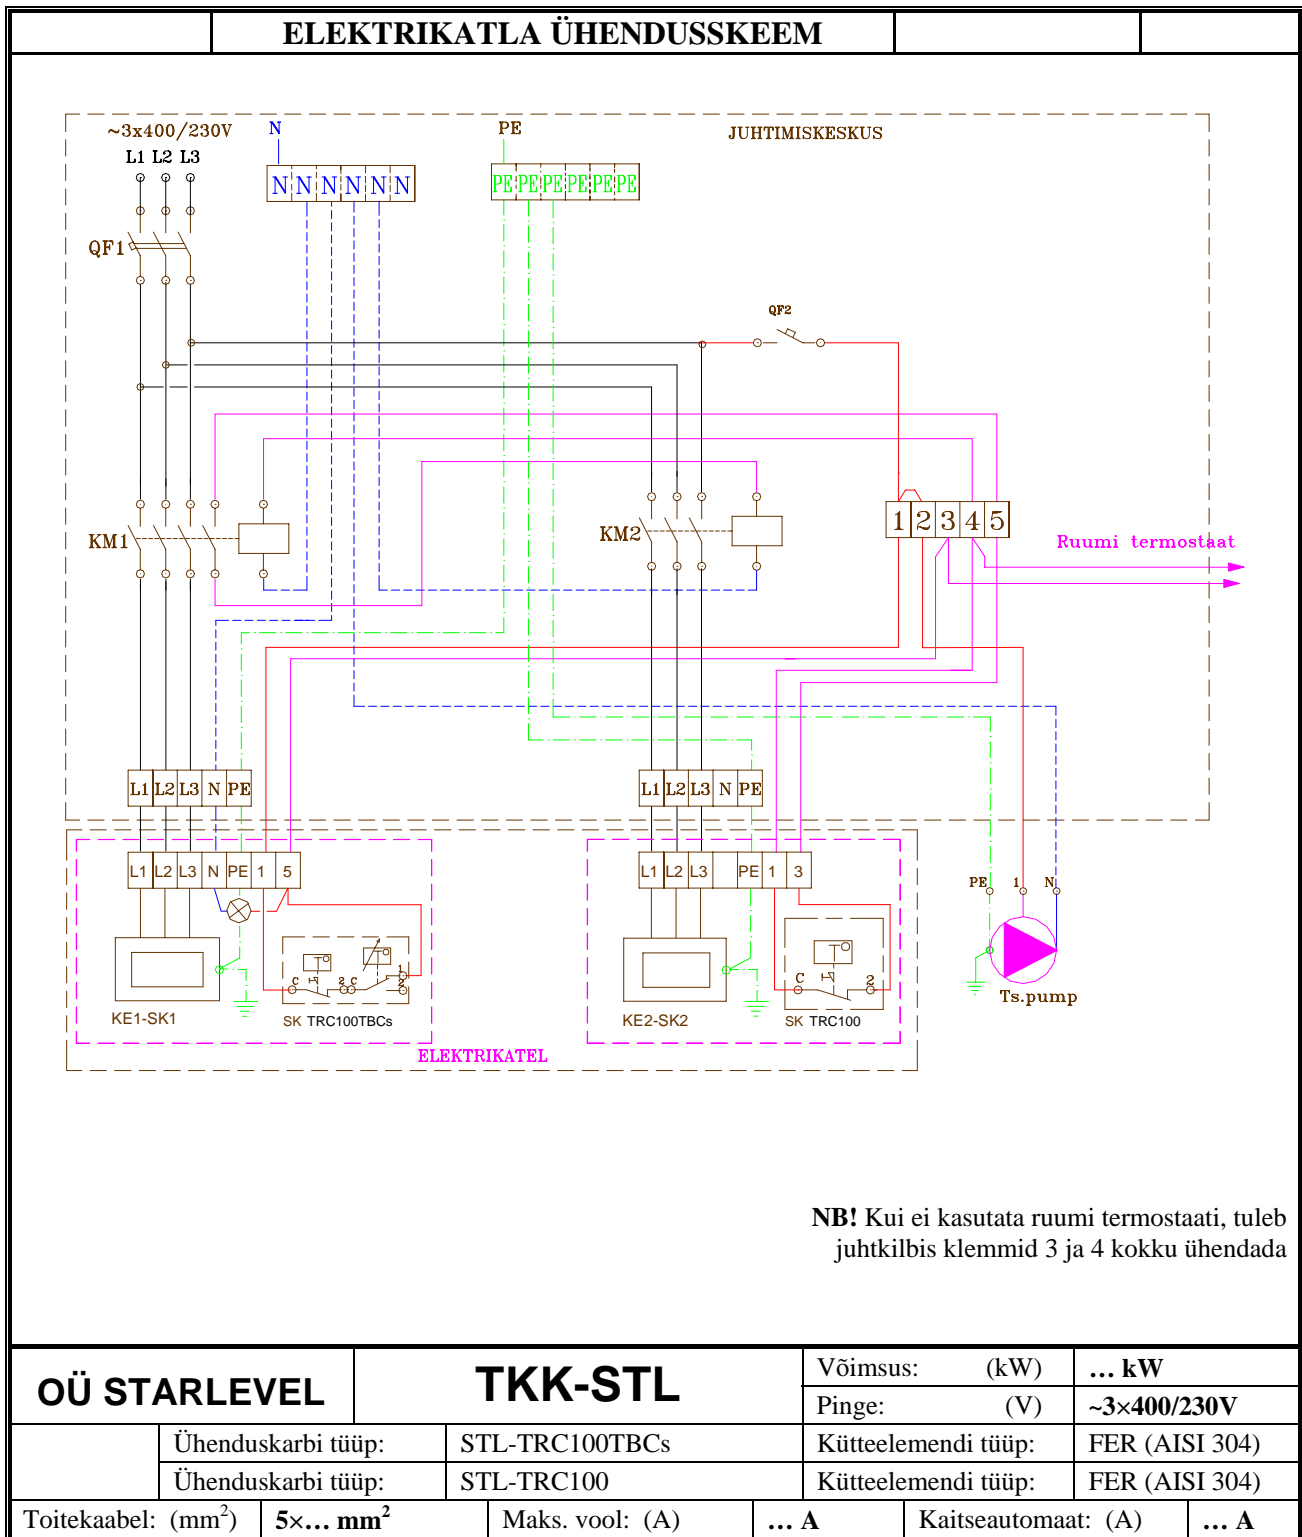 ELEKTRIKATLA ÜHENDUSSKEEM
~3x400/230V
N
PE
JUHTIMISKESKUS
L1 L2 L3
N N N N N N
PE PE PE PE PE PE
QF1
QF2
KM1
KM2
1 2 3 4 5
Ruumi termostaat
L1 L2 L3 N PE
L1 L2 L3 N PE
L1 L2 L3 N PE 1 5
L1 L2 L3 PE 1 3
PE 1 N
C 2 C 1 2
C 2
KE1-SK1
SK TRC100TBCs
KE2-SK2
SK TRC100
Ts.pump
ELEKTRIKATEL
NB! Kui ei kasutata ruumi termostaati, tuleb
juhtkilbis klemmid 3 ja 4 kokku ühendada
OÜ STARLEVEL
TKK-STL
Võimsus: (kW) ... kW
Pinge: (V) ~3×400/230V
Ühenduskarbi tüüp: STL-TRC100TBCs Kütteelemendi tüüp: FER (AISI 304)
Ühenduskarbi tüüp: STL-TRC100 Kütteelemendi tüüp: FER (AISI 304)
Toitekaabel: (mm²) 5×... mm² Maks. vool: (A) ... A Kaitseautomaat: (A) ... A